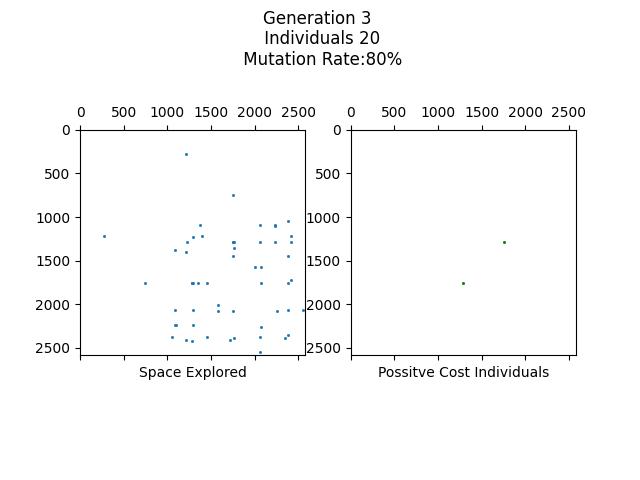 Generation 3
Individuals 20
Mutation Rate:80%
0 500 1000 1500 2000 2500
0 500 1000 1500 2000 2500
0
500
1000
1500
2000
2500
0
500
1000
1500
2000
2500
Space Explored
Possitve Cost Individuals